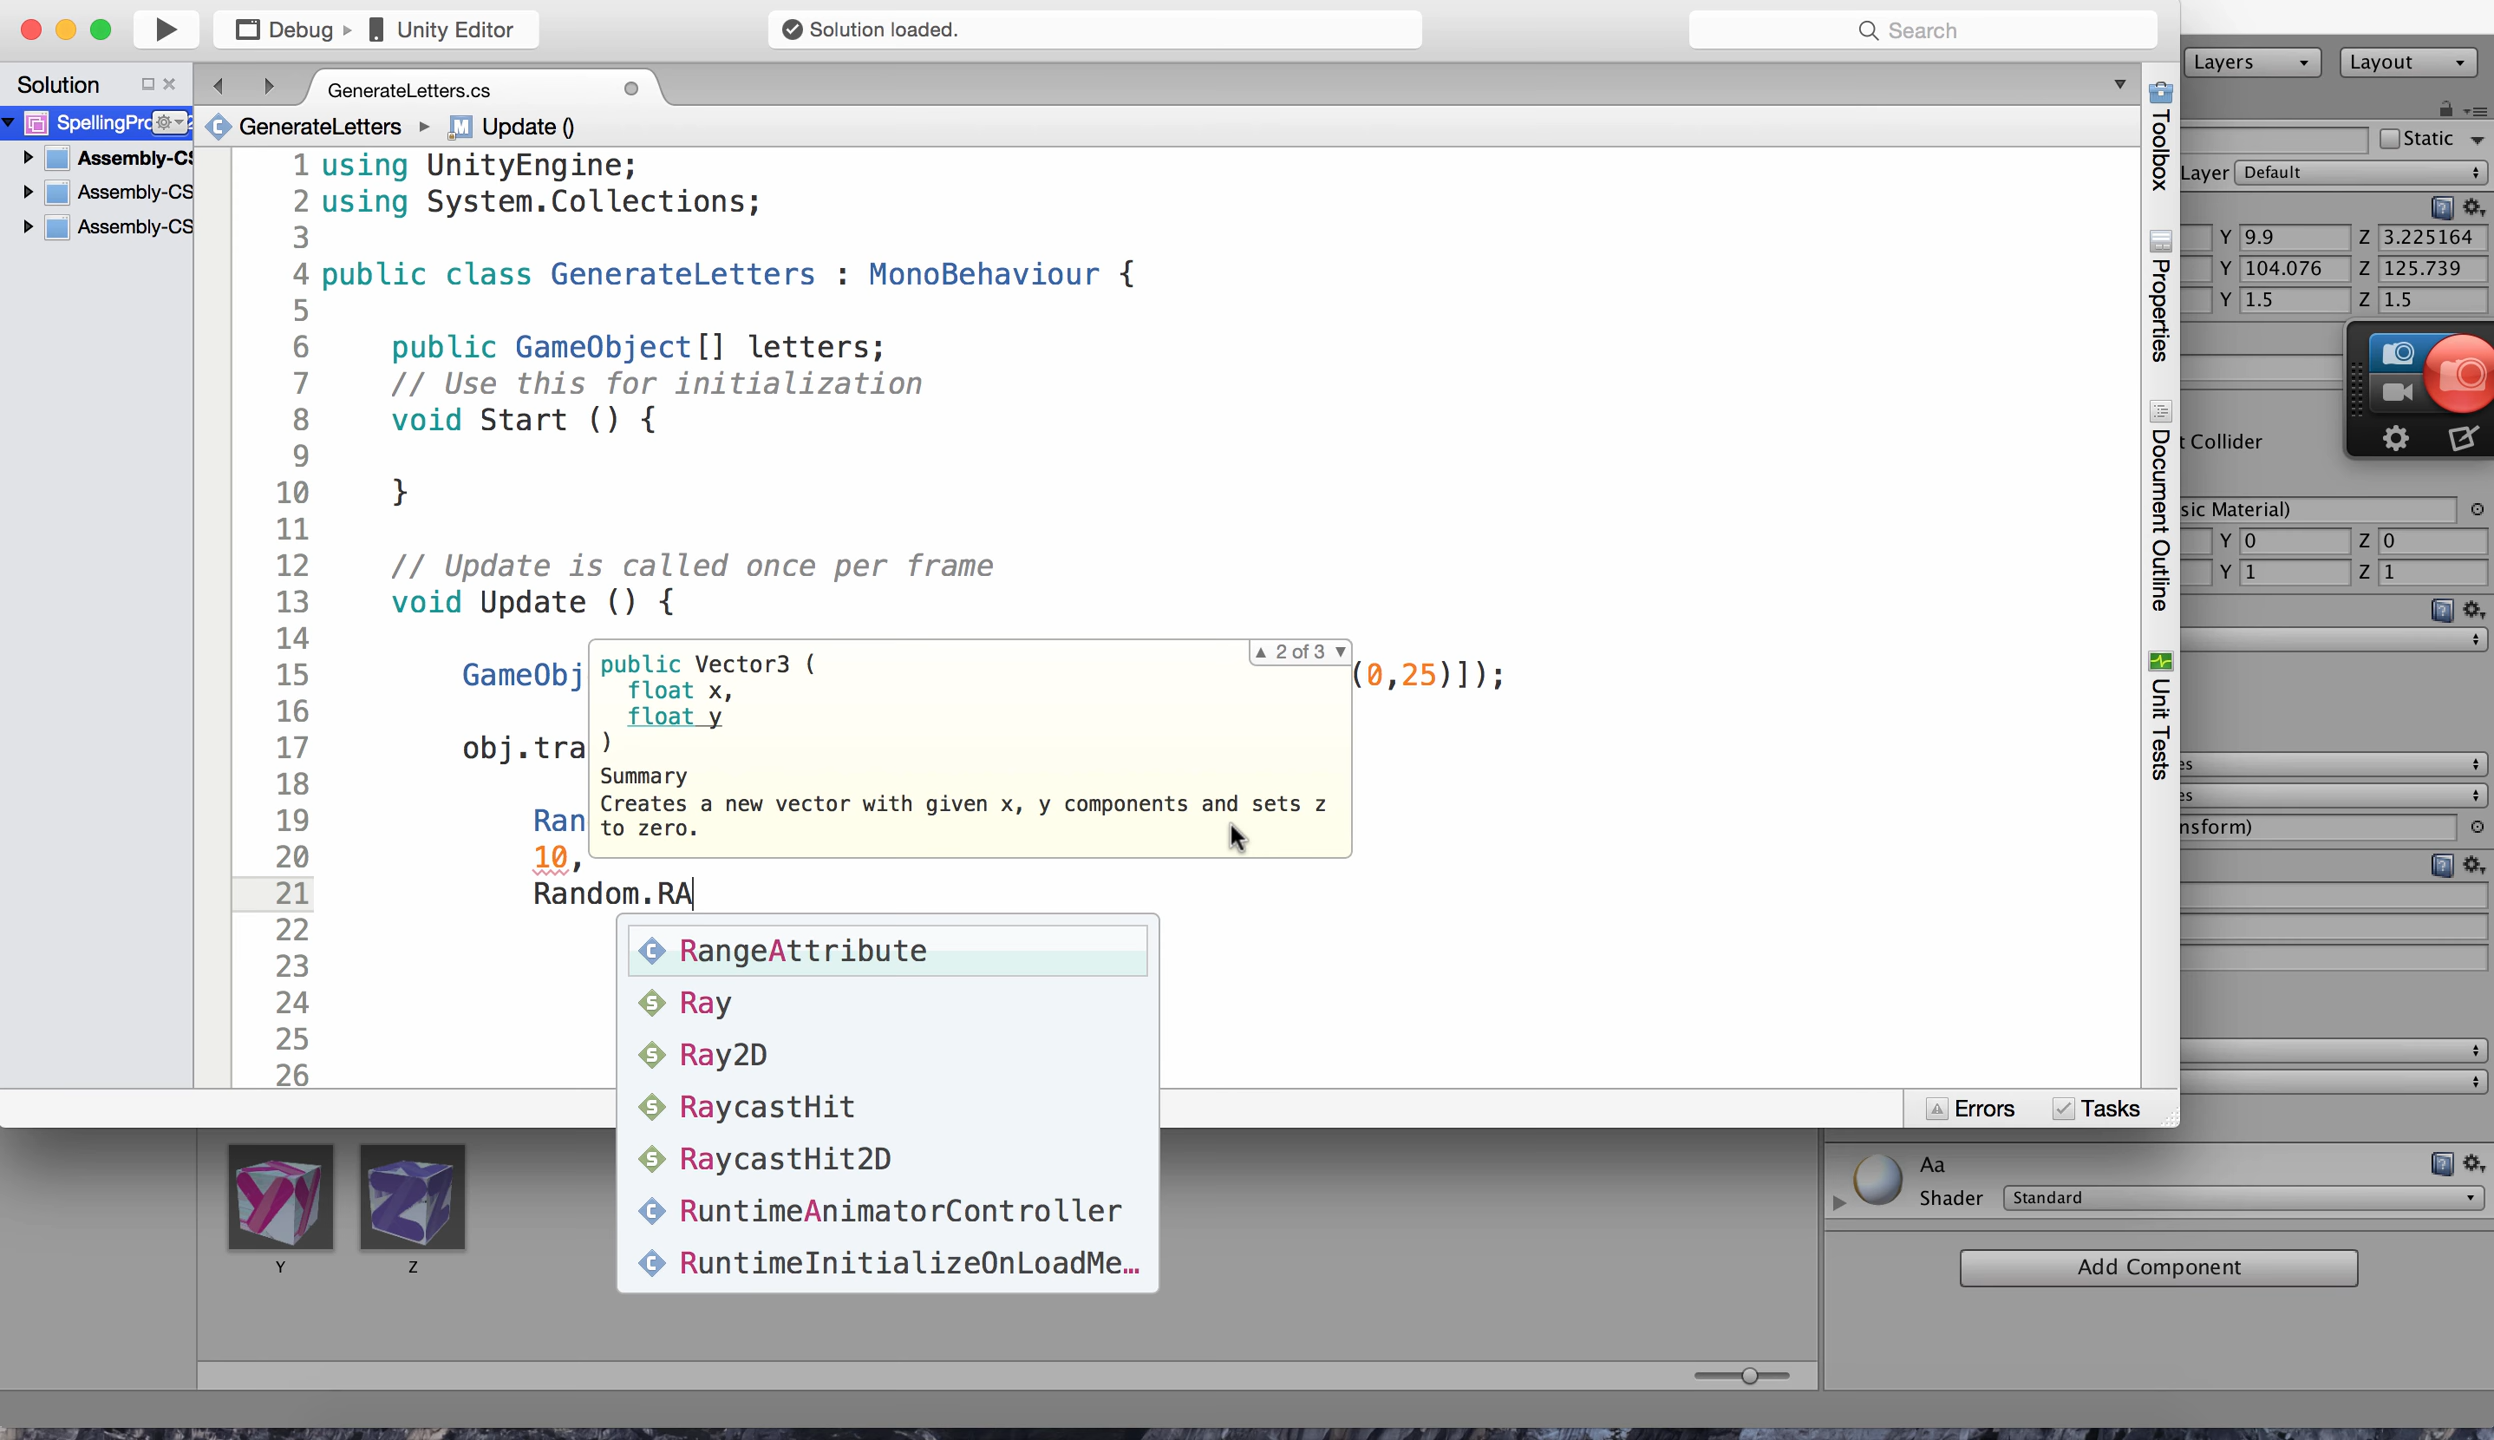 Debug
Unity Editor
Solution loaded.
Search
Layers
Layout
Solution
GenerateLetters.cs
SpellingPro
GenerateLetters
Update ()
Assembly-CS
Assembly-CS
Assembly-CS
1 using UnityEngine;
2 using System.Collections;
3
4 public class GenerateLetters : MonoBehaviour {
5
6 public GameObject[] letters;
7 // Use this for initialization
8 void Start () {
9
10 }
11
12 // Update is called once per frame
13 void Update () {
14
15 GameObj (0,25)]);
16
17 obj.tra
18
19 Ran
20 10,
21 Random.RA
22
23
24
25
26
2 of 3
public Vector3 (
float x,
float y
)
Summary
Creates a new vector with given x, y components and sets z
to zero.
RangeAttribute
Ray
Ray2D
RaycastHit
RaycastHit2D
RuntimeAnimatorController
RuntimeInitializeOnLoadMe...
Toolbox
Properties
Document Outline
Unit Tests
Errors
Tasks
Static
Layer Default
Y 9.9 Z 3.225164
Y 104.076 Z 125.739
Y 1.5 Z 1.5
t Collider
sic Material)
Y 0 Z 0
Y 1 Z 1
es
es
nsform)
Y
Z
Aa
Shader Standard
Add Component